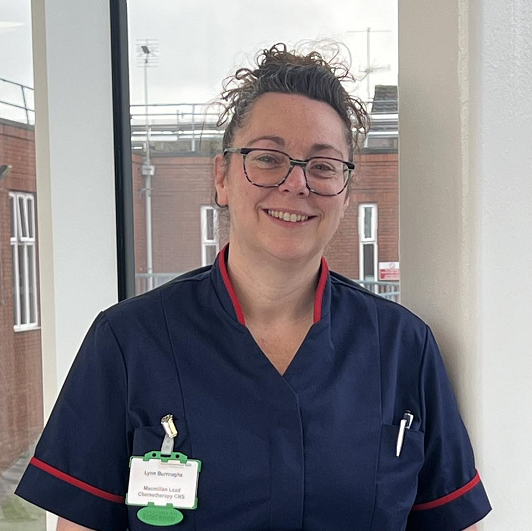 Lynn Burroughs
Macmillan Lead
Chemotherapy CNS